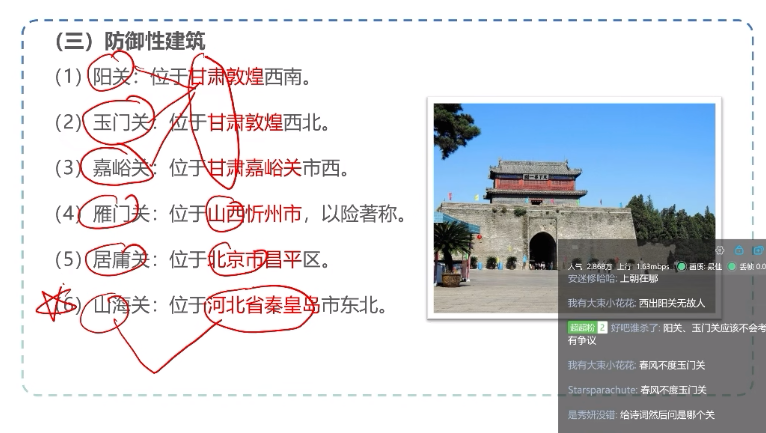 （三）防御性建筑
（1）阳关：位于甘肃敦煌西南。
（2）玉门关：位于甘肃敦煌西北。
（3）嘉峪关：位于甘肃嘉峪关市西。
（4）雁门关：位于山西忻州市，以险著称。
（5）居庸关：位于北京市昌平区。
（6）山海关：位于河北省秦皇岛市东北。
人气 2.868万 上行 1.63mbps 画质: 最佳 丢帧 0.0
安迷修哈哈: 上朝在哪
我有大束小花花: 西出阳关无故人
超超粉 2 好吧谁杀了: 阳关、玉门关应该不会考
有争议
我有大束小花花: 春风不度玉门关
Starsparachute: 春风不度玉门关
是秀妍没错: 给诗词然后问是哪个关